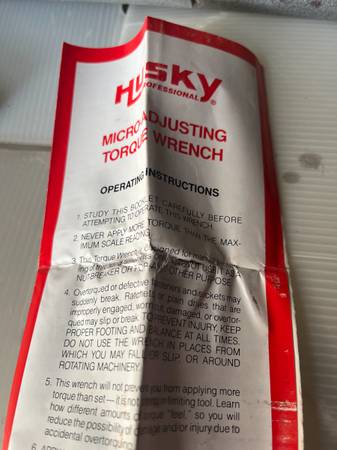 HUSKY
PROFESSIONAL ®
MICRO-ADJUSTING
TORQUE WRENCH
OPERATING INSTRUCTIONS
1. STUDY THIS BOOKLET CAREFULLY BEFORE
ATTEMPTING TO OPERATE THIS WRENCH.
2. NEVER APPLY MORE TORQUE THAN THE MAX-
IMUM SCALE READING.
3. This Torque Wrench is designed for
NUT BREAKER OR FOR ANY OTHER PURPOSE
4. Overtorqued or defective fasteners and sockets may
suddenly break. Ratchets or plain drives that are
improperly engaged, worn out, damaged, or overtor-
qued may slip or break. TO PREVENT INJURY, KEEP
PROPER FOOTING AND BALANCE AT ALL TIMES.
DO NOT USE THE WRENCH IN PLACES FROM
WHICH YOU MAY FALL OR SLIP OR AROUND
ROTATING MACHINERY.
5. This wrench will not prevent you from applying more
torque than set — it is not a limiting tool. Learn
how different amounts of torque "feel," so you will
reduce the possibility of damage and/or injury due to
accidental overtorquing
6.